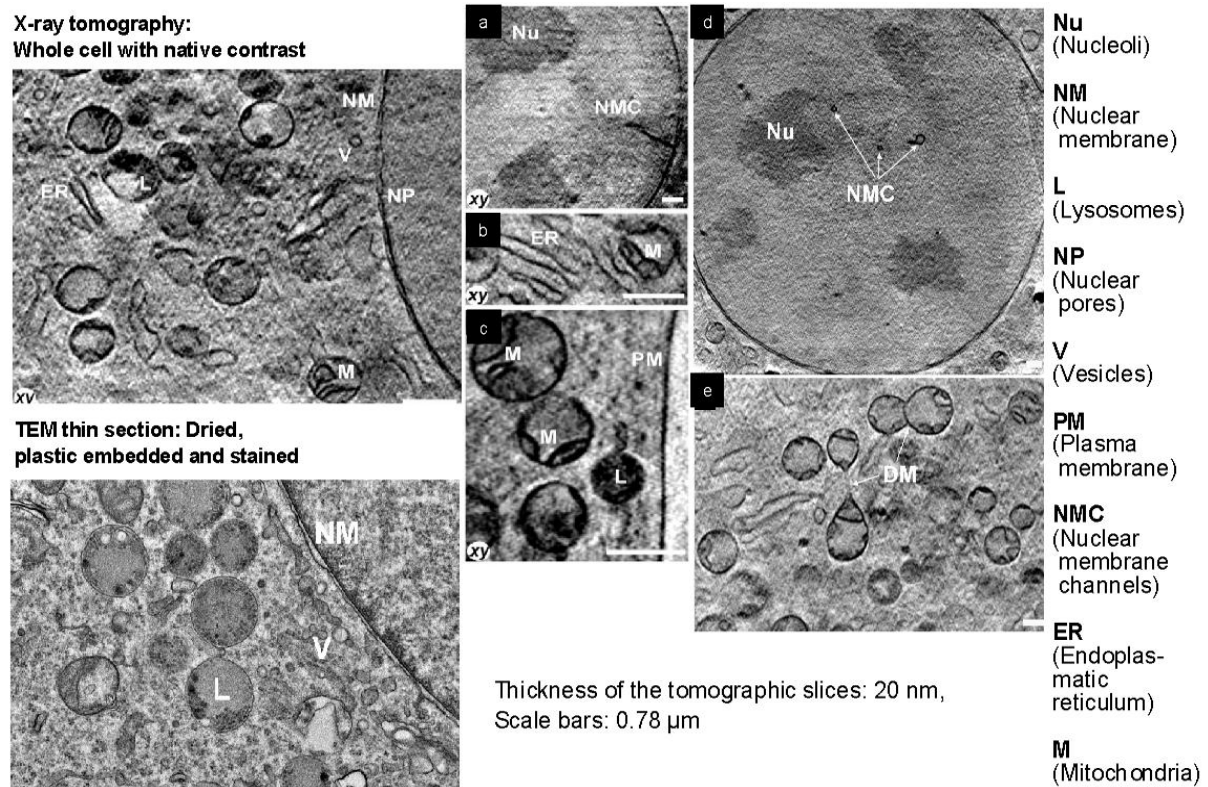 X-ray tomography:
Whole cell with native contrast
NM
V
ER
L
NP
M
xy
TEM thin section: Dried,
plastic embedded and stained
NM
V
L
a
Nu
NMC
xy
b
ER
M
xy
c
M
PM
M
L
xy
d
Nu
NMC
e
DM
Thickness of the tomographic slices: 20 nm,
Scale bars: 0.78 µm
Nu
(Nucleoli)
NM
(Nuclear
membrane)
L
(Lysosomes)
NP
(Nuclear
pores)
V
(Vesicles)
PM
(Plasma
membrane)
NMC
(Nuclear
membrane
channels)
ER
(Endoplas-
matic
reticulum)
M
(Mitochondria)